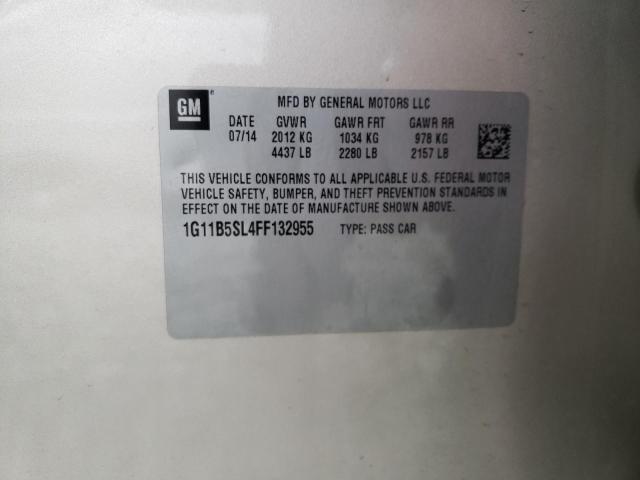 GM® MFD BY GENERAL MOTORS LLC
DATE GVWR GAWR FRT GAWR RR
07/14 2012 KG 1034 KG 978 KG
4437 LB 2280 LB 2157 LB
THIS VEHICLE CONFORMS TO ALL APPLICABLE U.S. FEDERAL MOTOR
VEHICLE SAFETY, BUMPER, AND THEFT PREVENTION STANDARDS IN
EFFECT ON THE DATE OF MANUFACTURE SHOWN ABOVE.
1G11B5SL4FF132955 TYPE: PASS CAR